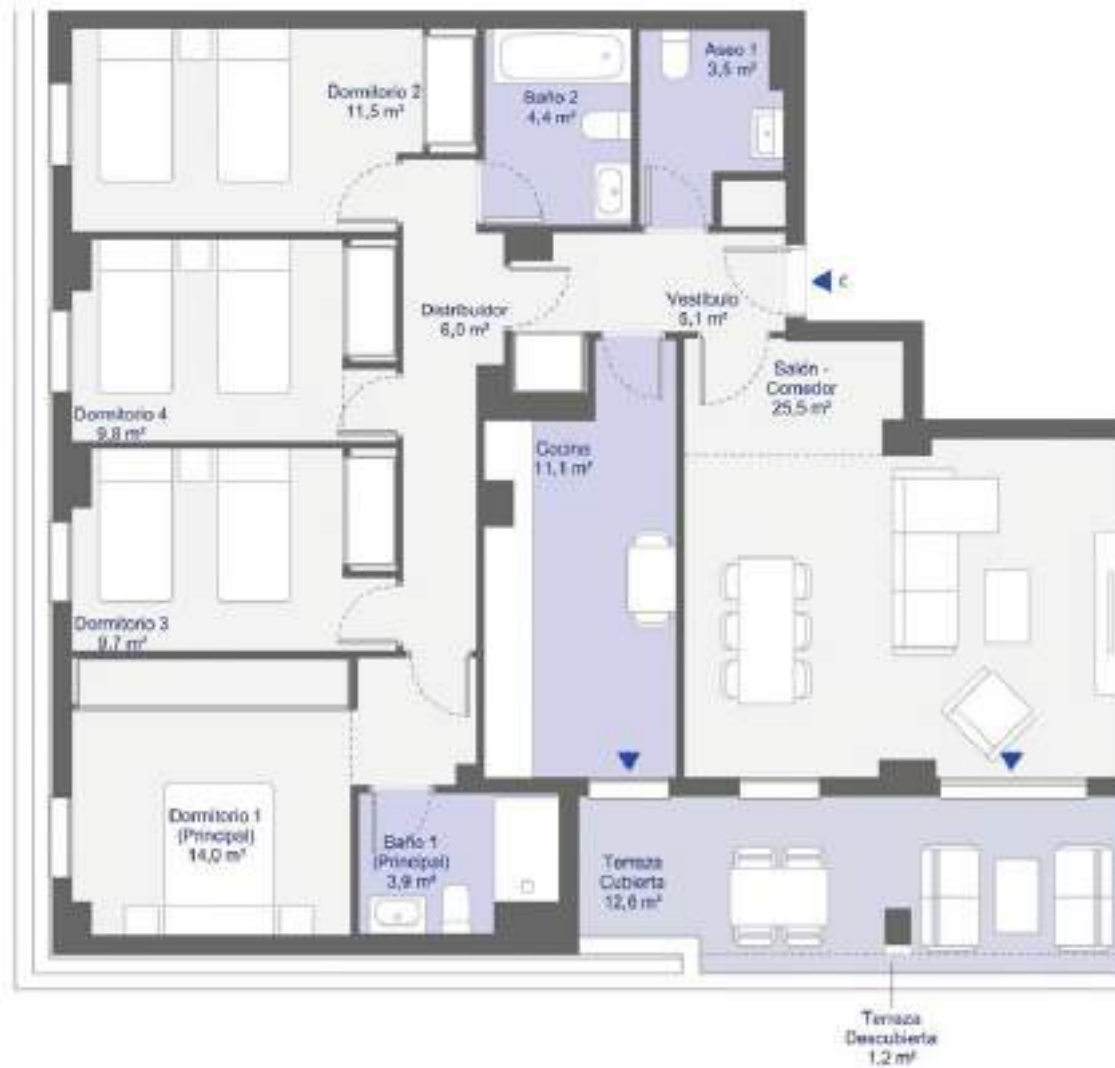 Dormitorio 2
11,5 m²
Baño 2
4,4 m²
Aseo 1
3,5 m²
Distribuidor
6,0 m²
Vestíbulo
5,1 m²
c
Salón -
Comedor
25,5 m²
Dormitorio 4
9,8 m²
Cocina
11,1 m²
Dormitorio 3
9,7 m²
Dormitorio 1
(Principal)
14,0 m²
Baño 1
(Principal)
3,9 m²
Terraza
Cubierta
12,6 m²
Terraza
Descubierta
1,2 m²